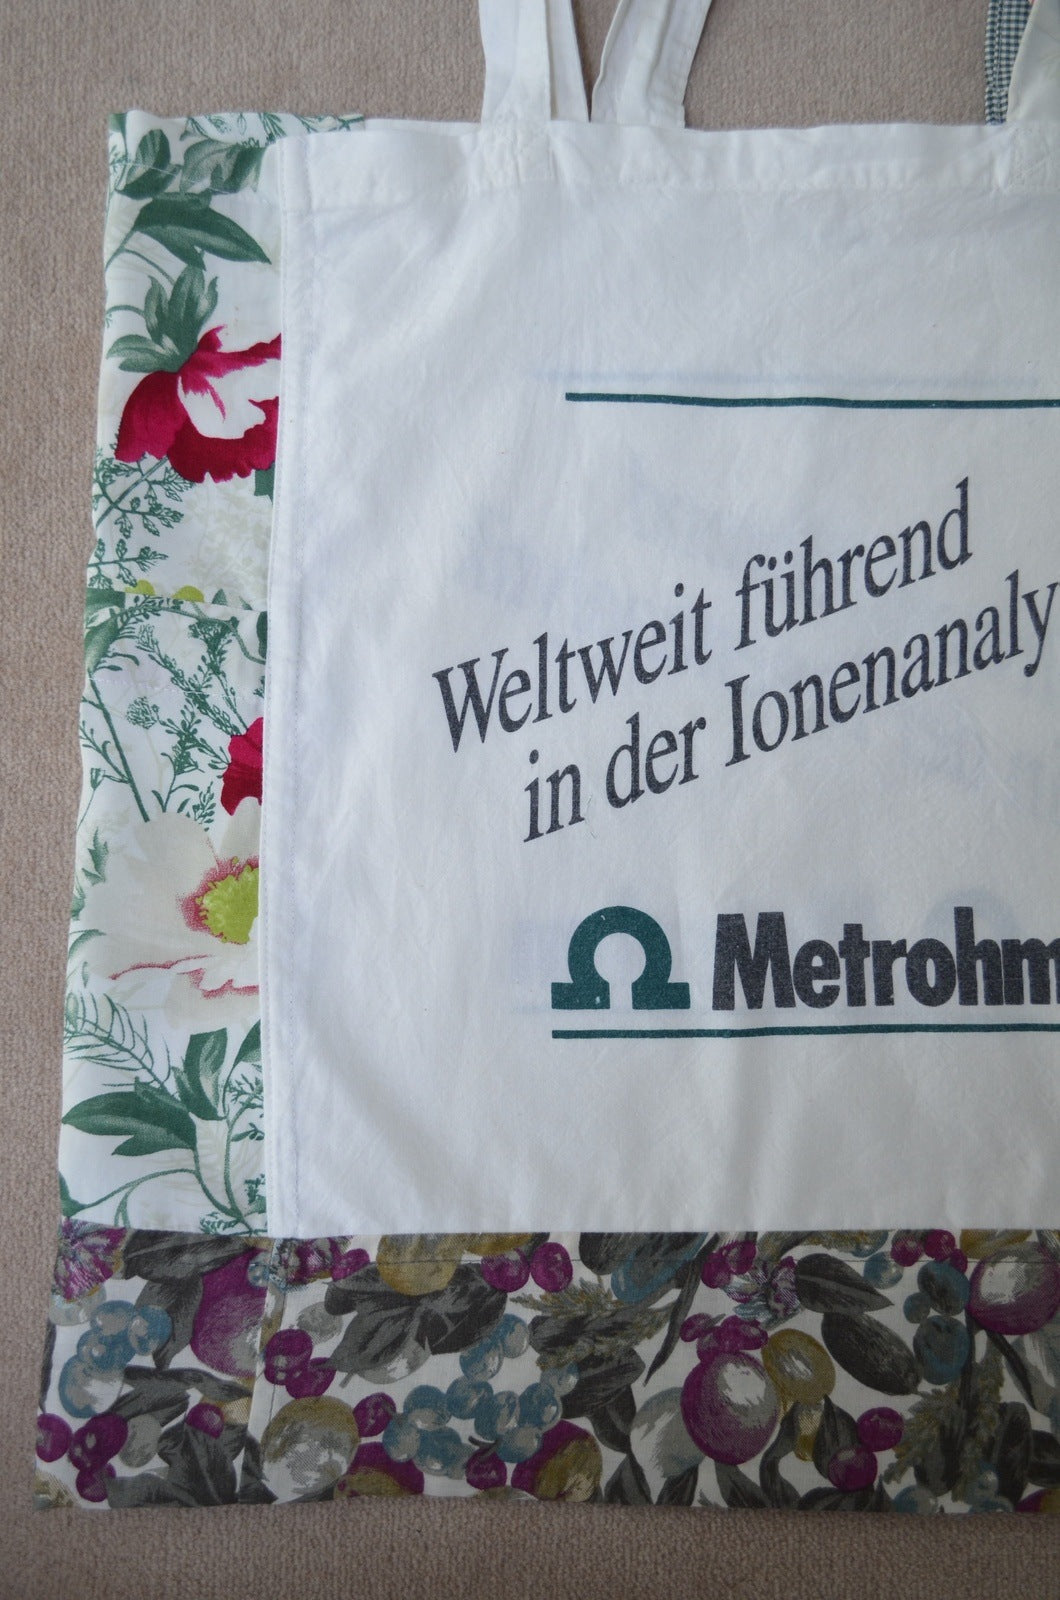 Weltweit führend
in der Ionenanaly
Ω Metrohm